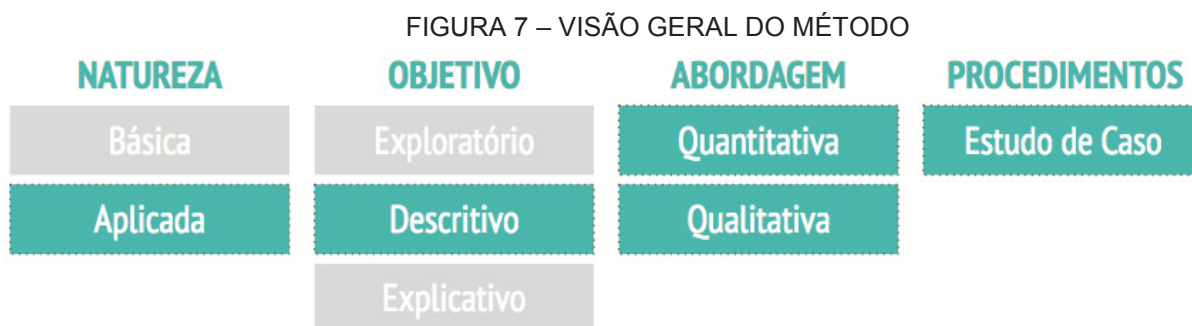 FIGURA 7 – VISÃO GERAL DO MÉTODO
NATUREZA OBJETIVO ABORDAGEM PROCEDIMENTOS
Básica Exploratório Quantitativa Estudo de Caso
Aplicada Descritivo Qualitativa
Explicativo